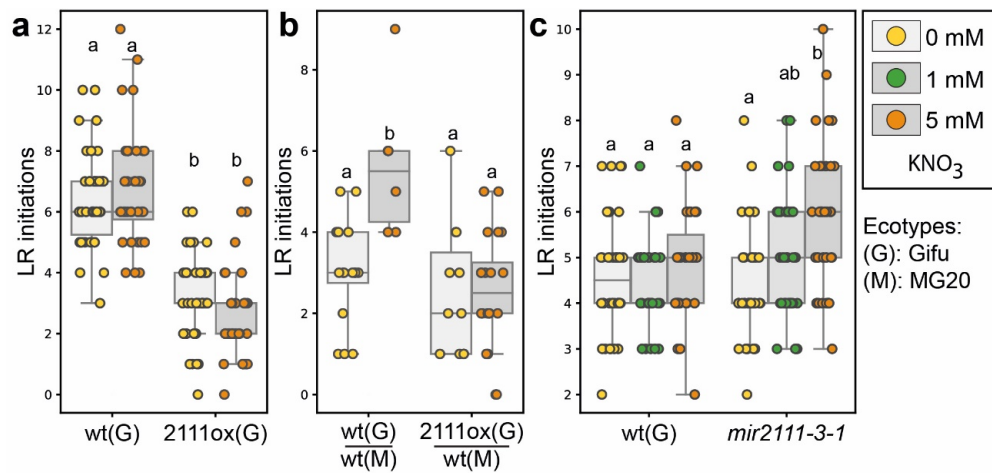 a
LR initiations
12
10
8
6
4
2
0
a
a
b
b
wt(G)
2111ox(G)
b
LR initiations
8
6
4
2
0
a
b
a
a
wt(G)
wt(M)
2111ox(G)
wt(M)
c
LR initiations
10
9
8
7
6
5
4
3
2
a
a
a
a
ab
b
wt(G)
mir2111-3-1
0 mM
1 mM
5 mM
KNO3
Ecotypes:
(G): Gifu
(M): MG20